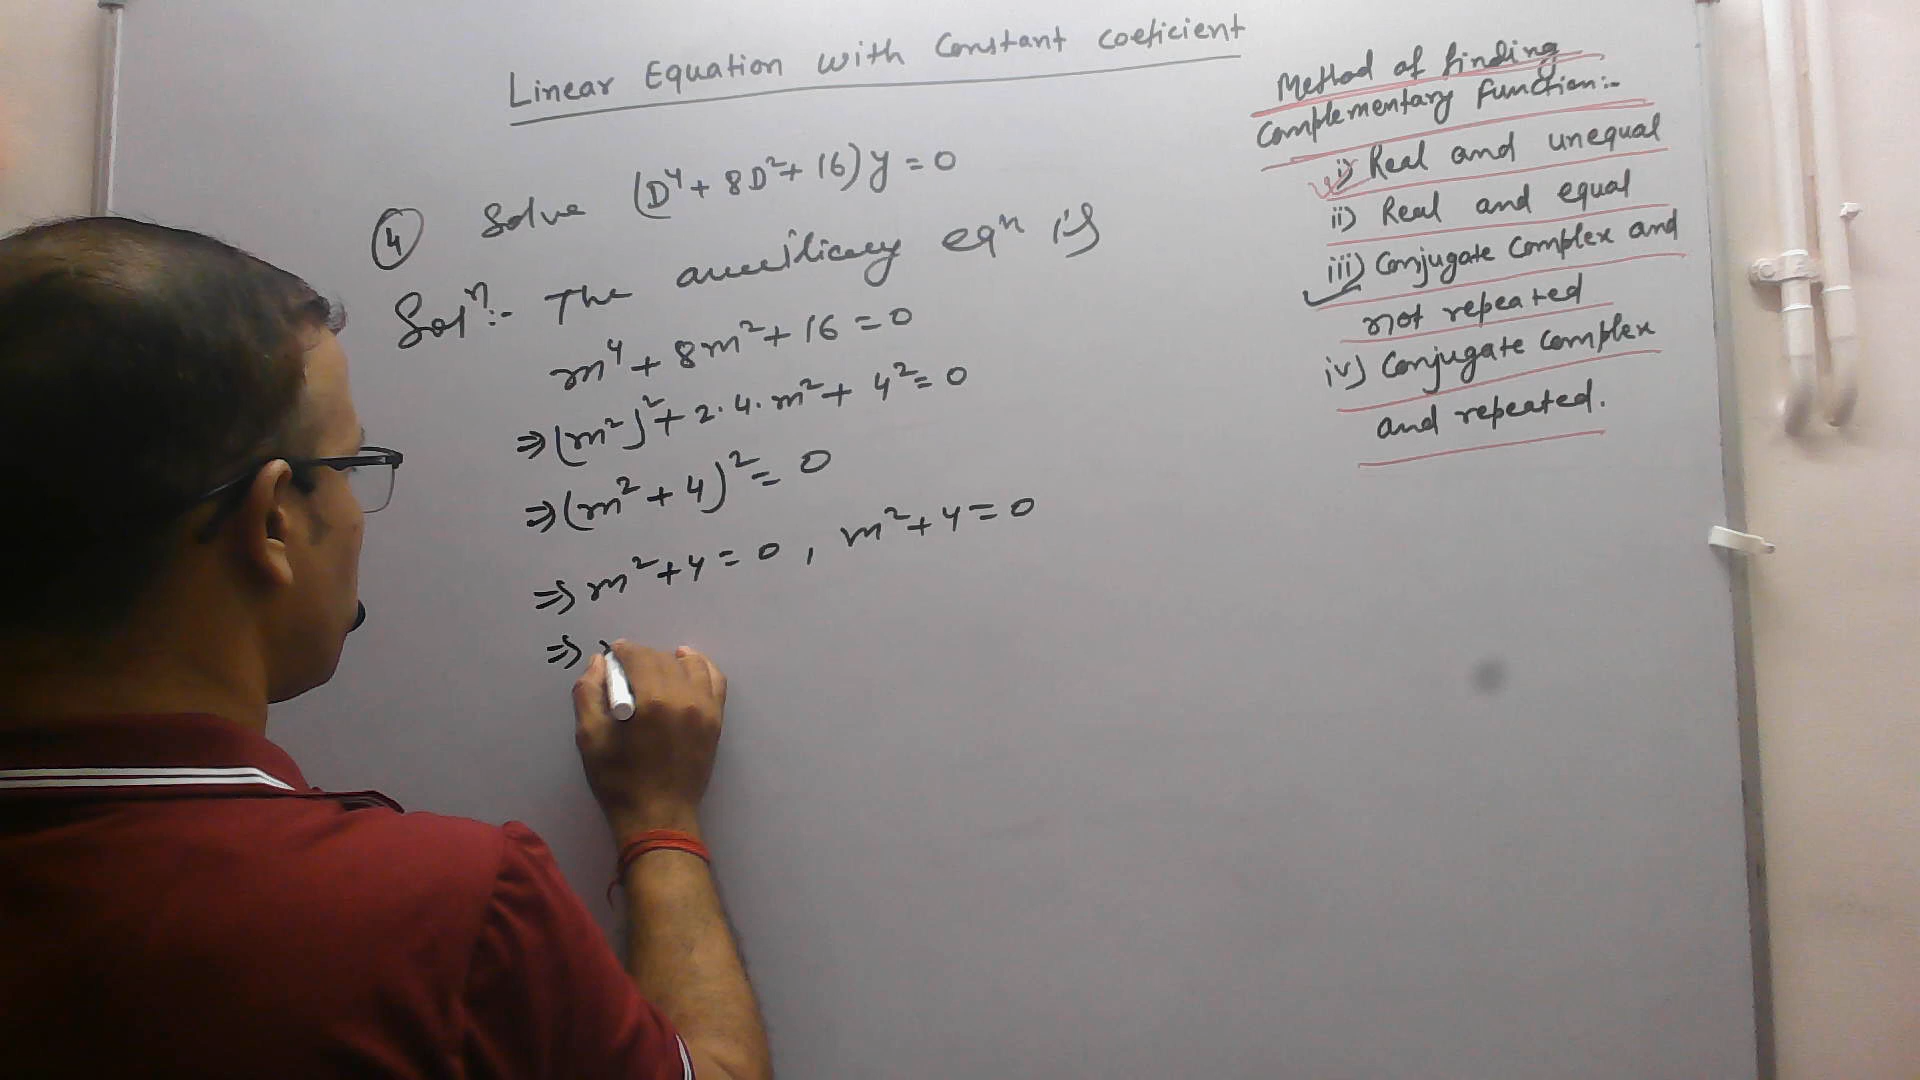 Linear Equation with Constant coeficient
④ Solve (D⁴ + 8D² + 16)y = 0
Solⁿ:- The auxiliary eqⁿ is
m⁴ + 8m² + 16 = 0
⇒ (m²)² + 2·4·m² + 4² = 0
⇒ (m² + 4)² = 0
⇒ m² + 4 = 0 , m² + 4 = 0
⇒
Method of finding
Complementary function:-
i) Real and unequal
ii) Real and equal
iii) Conjugate Complex and
not repeated
iv) Conjugate Complex
and repeated.